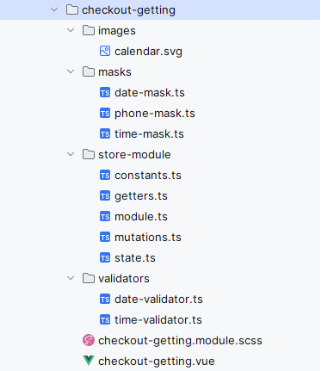 checkout-getting
images
calendar.svg
masks
date-mask.ts
phone-mask.ts
time-mask.ts
store-module
constants.ts
getters.ts
module.ts
mutations.ts
state.ts
validators
date-validator.ts
time-validator.ts
checkout-getting.module.scss
checkout-getting.vue